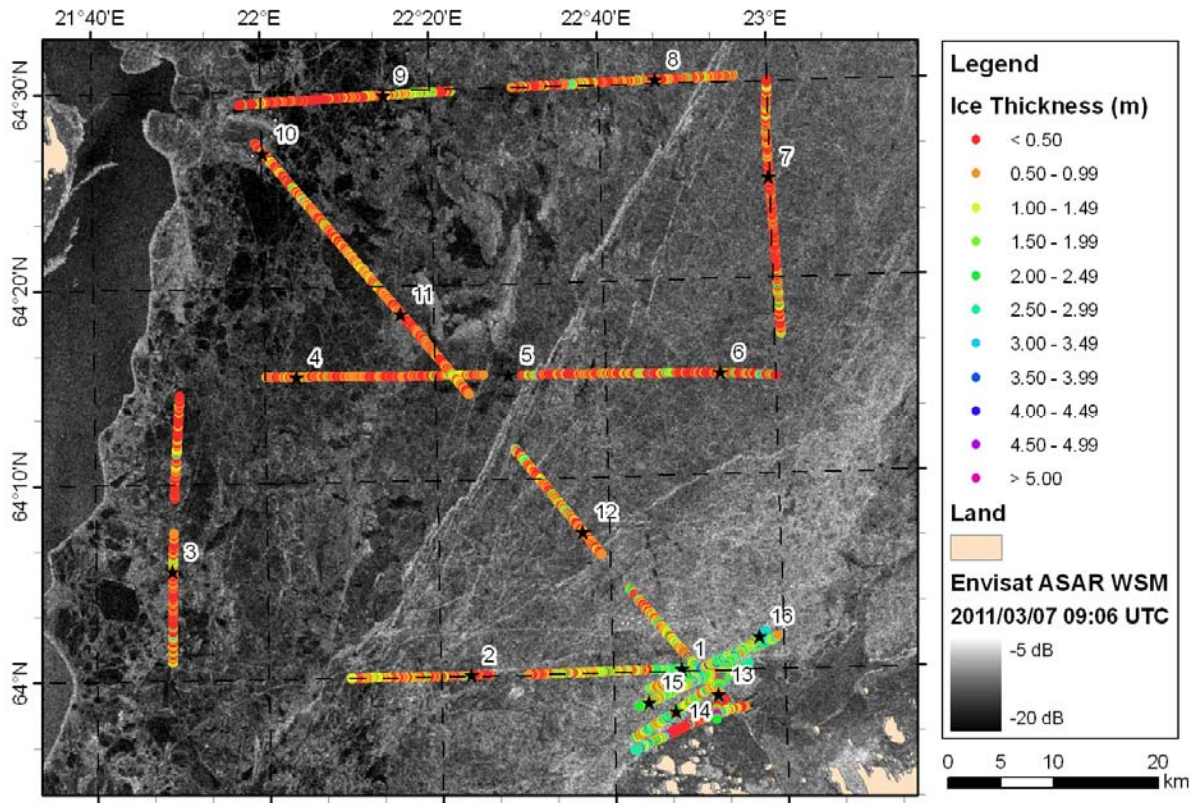 21°40'E 22°E 22°20'E 22°40'E 23°E
64°30'N
64°20'N
64°10'N
64°N
8
9
10
7
11
4 5 6
12
3
16
1
2
13
15
14
Legend
Ice Thickness (m)
< 0.50
0.50 - 0.99
1.00 - 1.49
1.50 - 1.99
2.00 - 2.49
2.50 - 2.99
3.00 - 3.49
3.50 - 3.99
4.00 - 4.49
4.50 - 4.99
> 5.00
Land
Envisat ASAR WSM
2011/03/07 09:06 UTC
-5 dB
-20 dB
0 5 10 20
km